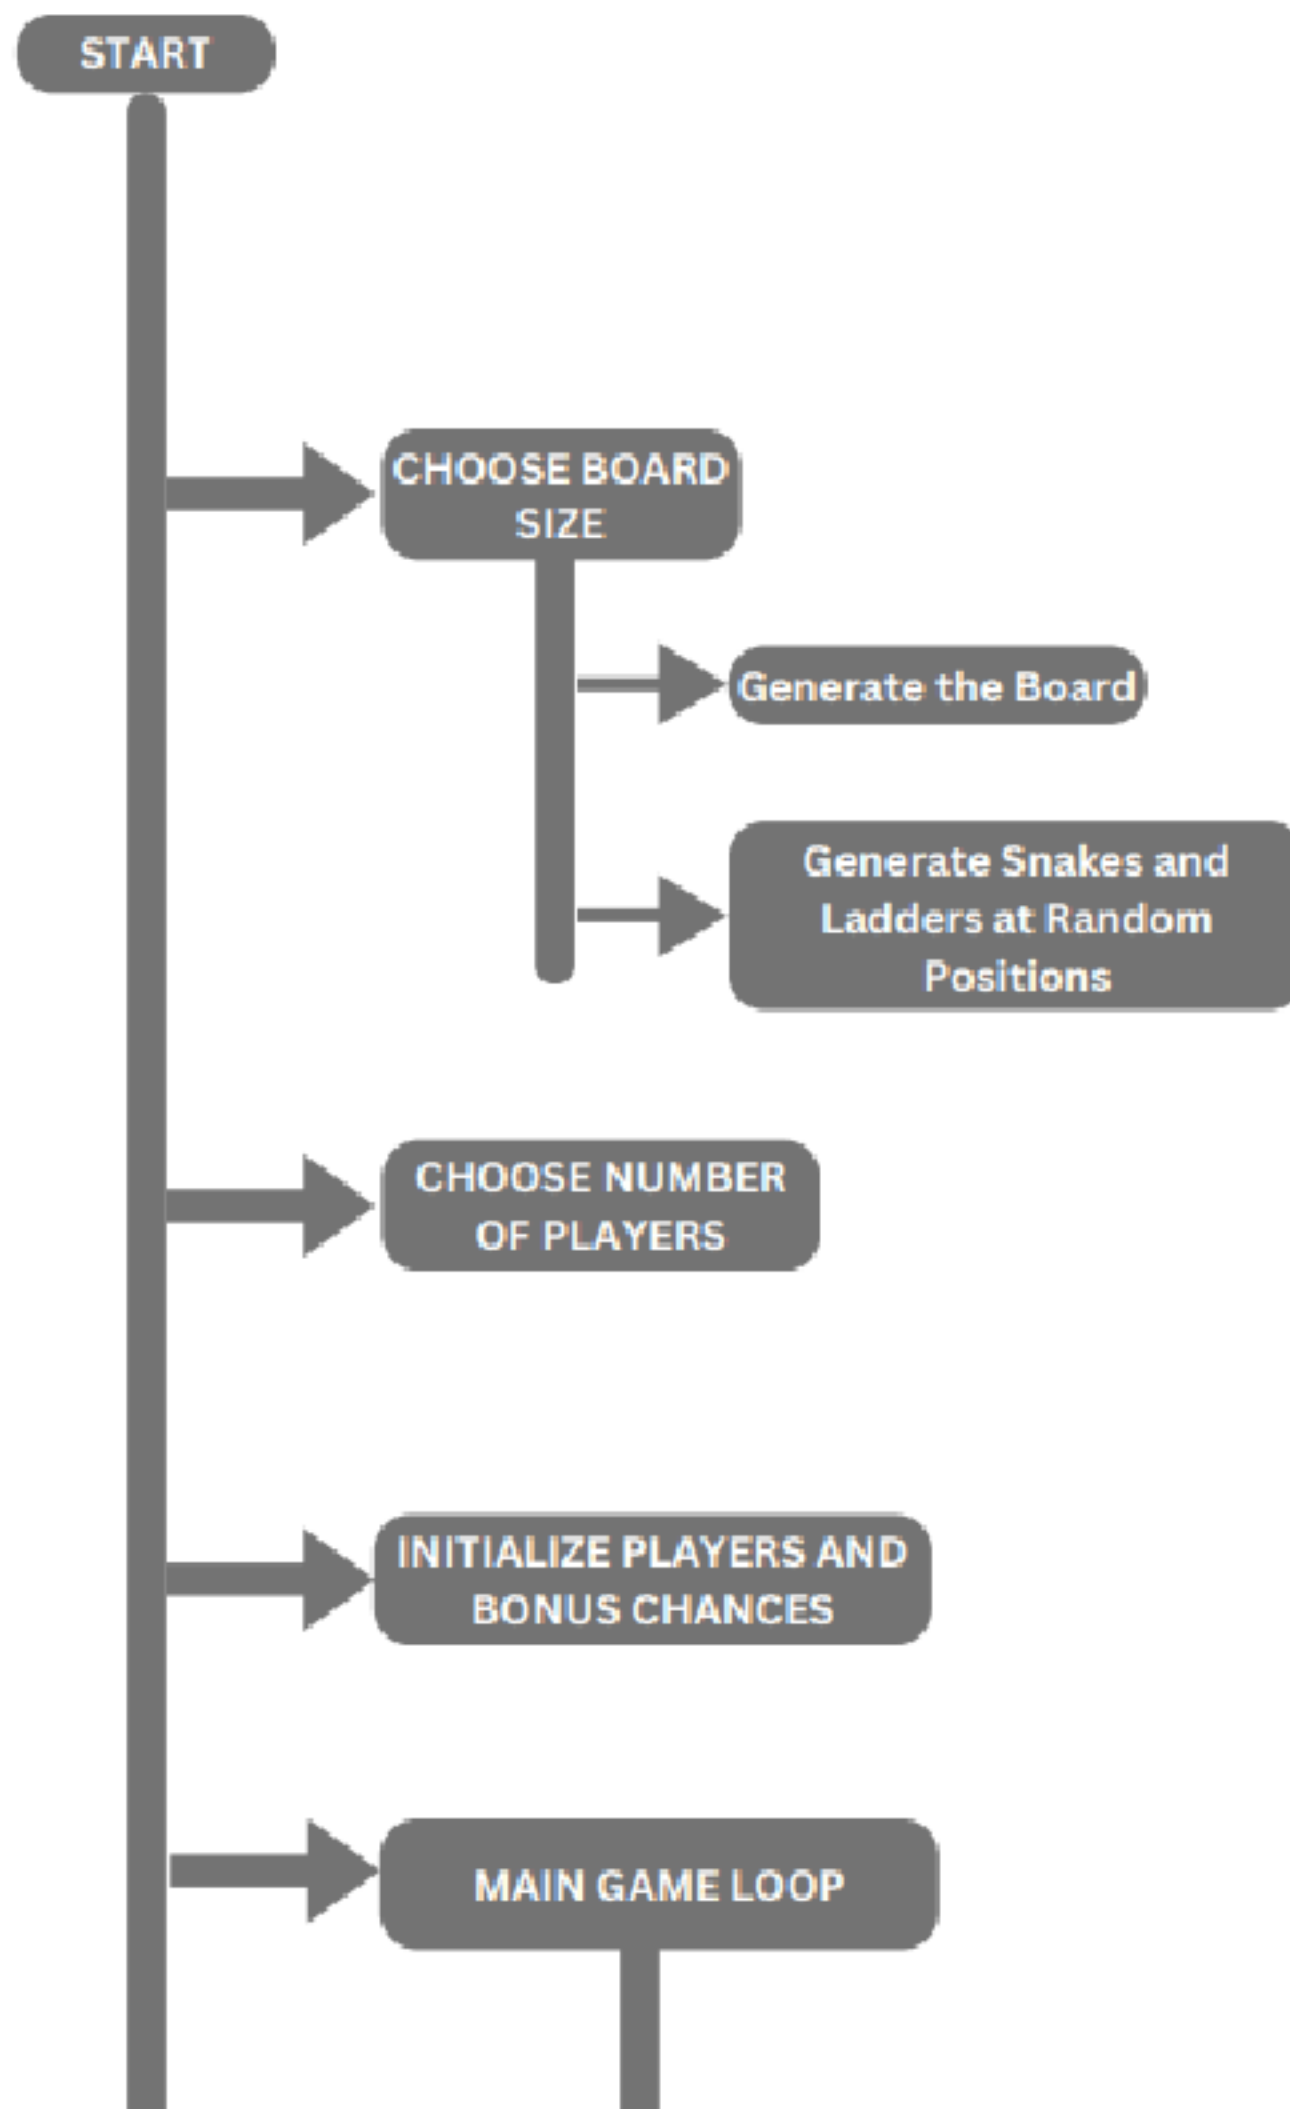 START
CHOOSE BOARD
SIZE
Generate the Board
Generate Snakes and
Ladders at Random
Positions
CHOOSE NUMBER
OF PLAYERS
INITIALIZE PLAYERS AND
BONUS CHANCES
MAIN GAME LOOP